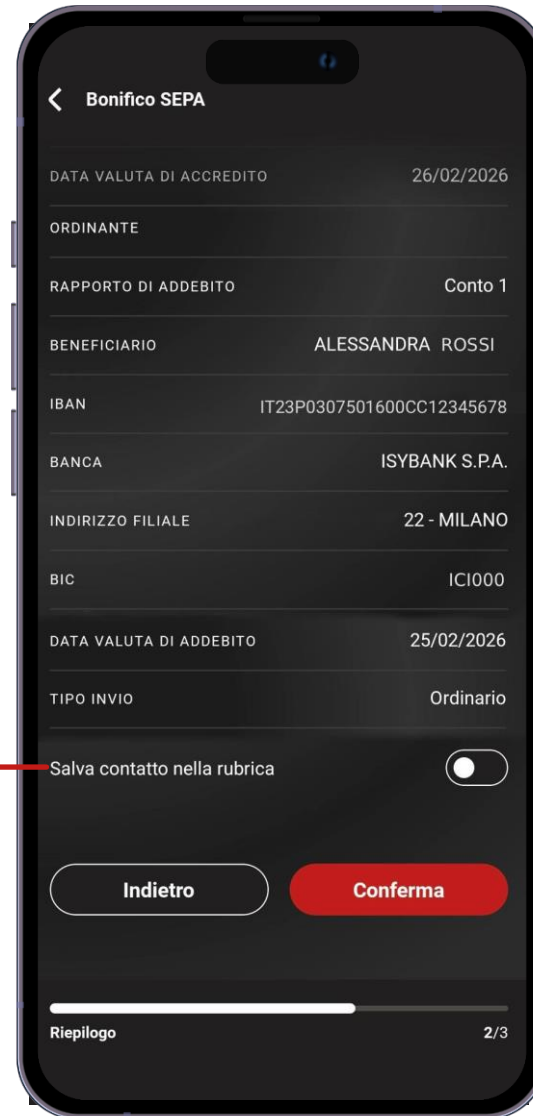 Bonifico SEPA
DATA VALUTA DI ACCREDITO 26/02/2026
ORDINANTE
RAPPORTO DI ADDEBITO Conto 1
BENEFICIARIO ALESSANDRA ROSSI
IBAN IT23P0307501600CC12345678
BANCA ISYBANK S.P.A.
INDIRIZZO FILIALE 22 - MILANO
BIC ICI000
DATA VALUTA DI ADDEBITO 25/02/2026
TIPO INVIO Ordinario
Salva contatto nella rubrica
Indietro Conferma
Riepilogo 2/3